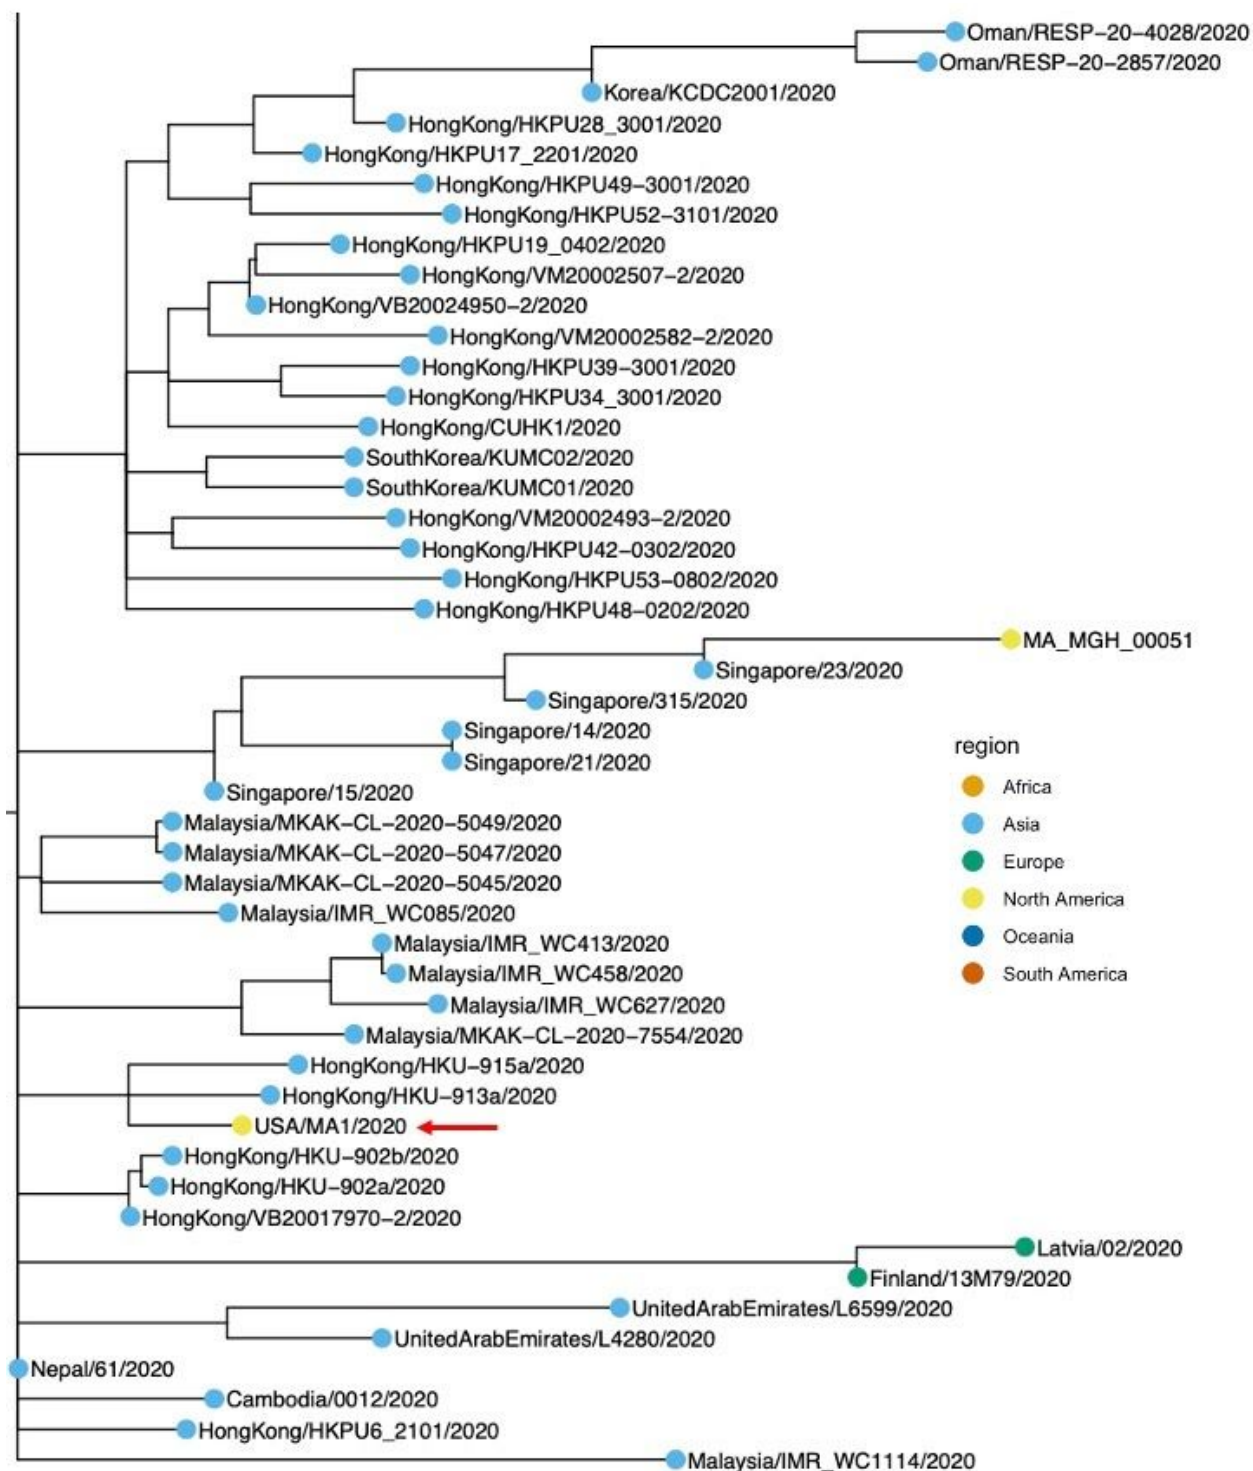 Oman/RESP−20−4028/2020
Oman/RESP−20−2857/2020
Korea/KCDC2001/2020
HongKong/HKPU28_3001/2020
HongKong/HKPU17_2201/2020
HongKong/HKPU49−3001/2020
HongKong/HKPU52−3101/2020
HongKong/HKPU19_0402/2020
HongKong/VM20002507−2/2020
HongKong/VB20024950−2/2020
HongKong/VM20002582−2/2020
HongKong/HKPU39−3001/2020
HongKong/HKPU34_3001/2020
HongKong/CUHK1/2020
SouthKorea/KUMC02/2020
SouthKorea/KUMC01/2020
HongKong/VM20002493−2/2020
HongKong/HKPU42−0302/2020
HongKong/HKPU53−0802/2020
HongKong/HKPU48−0202/2020
MA_MGH_00051
Singapore/23/2020
Singapore/315/2020
Singapore/14/2020
Singapore/21/2020
Singapore/15/2020
Malaysia/MKAK−CL−2020−5049/2020
Malaysia/MKAK−CL−2020−5047/2020
Malaysia/MKAK−CL−2020−5045/2020
Malaysia/IMR_WC085/2020
Malaysia/IMR_WC413/2020
Malaysia/IMR_WC458/2020
Malaysia/IMR_WC627/2020
Malaysia/MKAK−CL−2020−7554/2020
HongKong/HKU−915a/2020
HongKong/HKU−913a/2020
USA/MA1/2020
HongKong/HKU−902b/2020
HongKong/HKU−902a/2020
HongKong/VB20017970−2/2020
Latvia/02/2020
Finland/13M79/2020
UnitedArabEmirates/L6599/2020
UnitedArabEmirates/L4280/2020
Nepal/61/2020
Cambodia/0012/2020
HongKong/HKPU6_2101/2020
Malaysia/IMR_WC1114/2020
region
Africa
Asia
Europe
North America
Oceania
South America